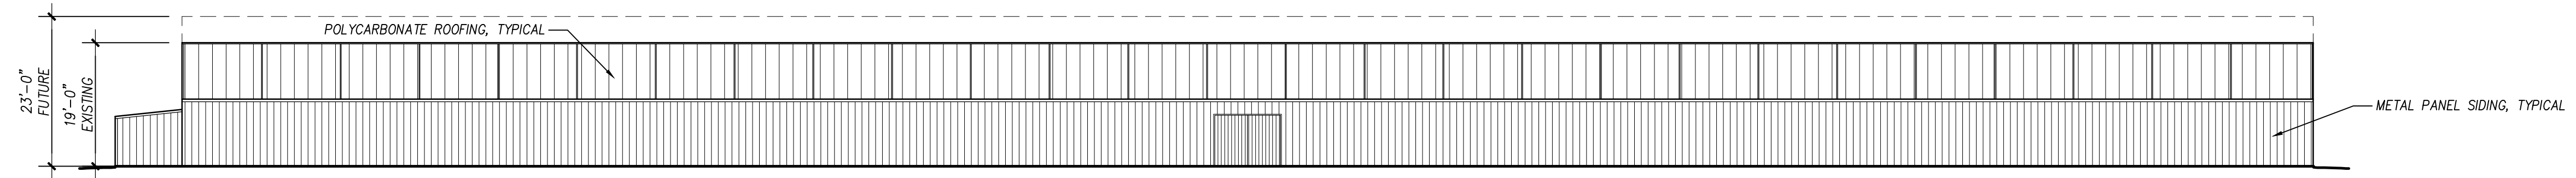 POLYCARBONATE ROOFING, TYPICAL
23'-0"
FUTURE
19'-0"
EXISTING
METAL PANEL SIDING, TYPICAL